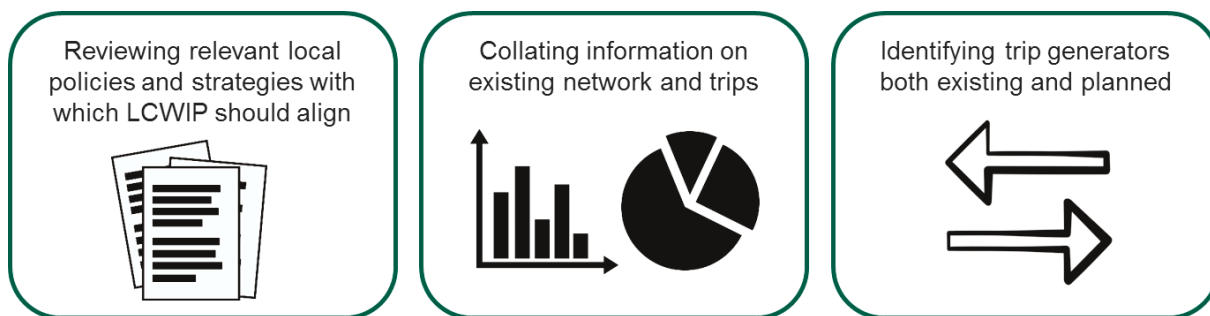 Reviewing relevant local
policies and strategies with
which LCWIP should align
Collating information on
existing network and trips
Identifying trip generators
both existing and planned